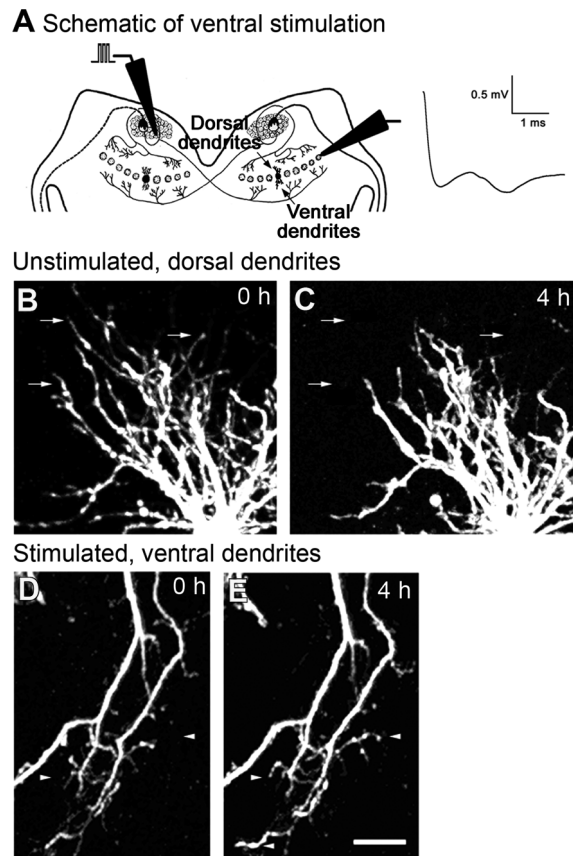 A Schematic of ventral stimulation
Dorsal
dendrites
Ventral
dendrites
0.5 mV
1 ms
Unstimulated, dorsal dendrites
B 0 h
C 4 h
Stimulated, ventral dendrites
D 0 h
E 4 h